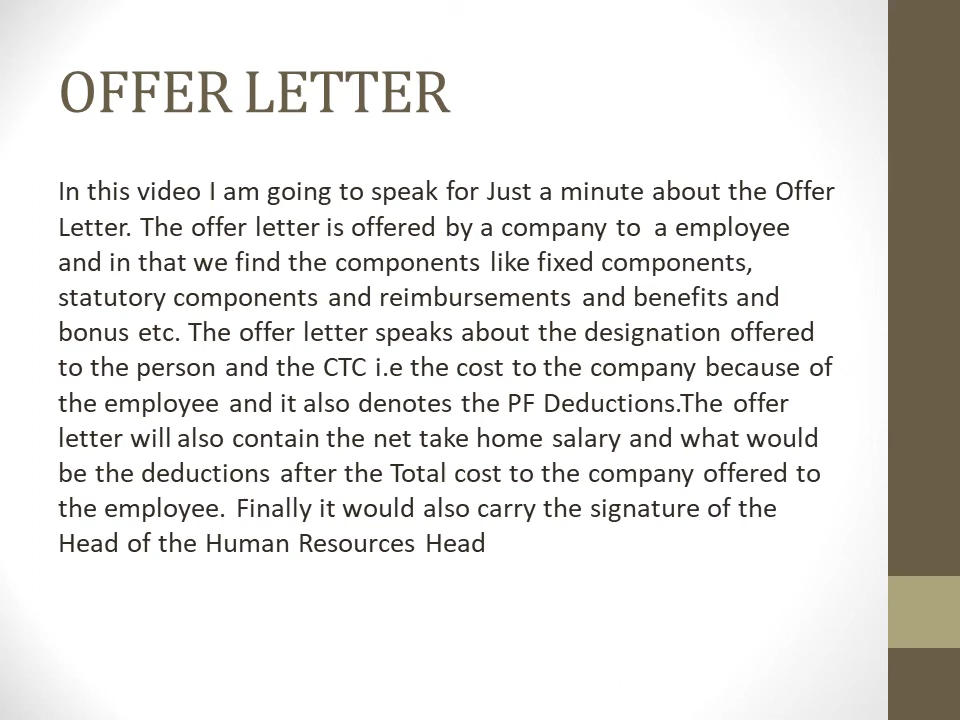 OFFER LETTER
In this video I am going to speak for Just a minute about the Offer
Letter. The offer letter is offered by a company to  a employee
and in that we find the components like fixed components,
statutory components and reimbursements and benefits and
bonus etc. The offer letter speaks about the designation offered
to the person and the CTC i.e the cost to the company because of
the employee and it also denotes the PF Deductions.The offer
letter will also contain the net take home salary and what would
be the deductions after the Total cost to the company offered to
the employee.  Finally it would also carry the signature of the
Head of the Human Resources Head